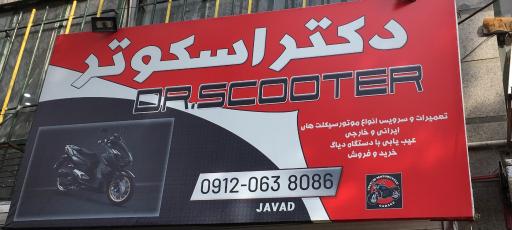 دکتر اسکوتر
DR.SCOOTER
تعمیرات و سرویس انواع موتورسیکلت های
ایرانی و خارجی
عیب یابی با دستگاه دیاگ
خرید و فروش
0912-063 8086
JAVAD